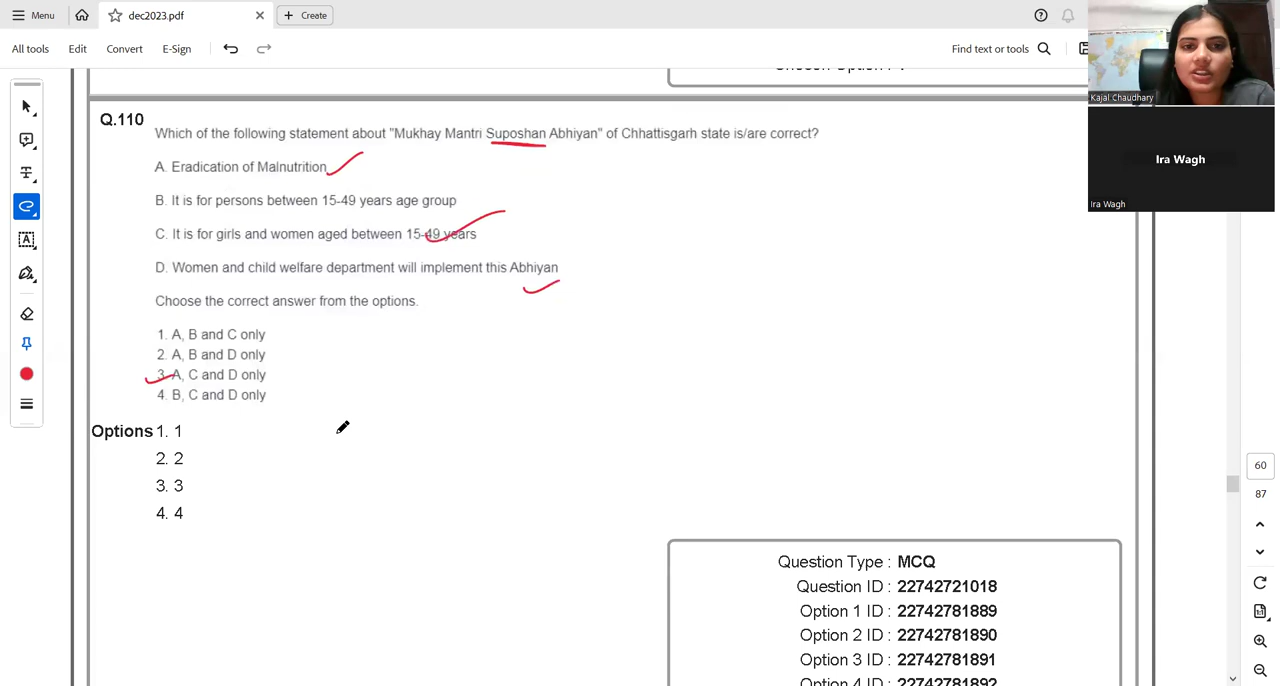 Menu
dec2023.pdf
Create
All tools
Edit
Convert
E-Sign
Find text or tools
Kajal Chaudhary
Ira Wagh
Ira Wagh
Q.110
Which of the following statement about "Mukhay Mantri Suposhan Abhiyan" of Chhattisgarh state is/are correct?
A. Eradication of Malnutrition
B. It is for persons between 15-49 years age group
C. It is for girls and women aged between 15-49 years
D. Women and child welfare department will implement this Abhiyan
Choose the correct answer from the options.
1. A, B and C only
2. A, B and D only
3. A, C and D only
4. B, C and D only
Options 1. 1
2. 2
3. 3
4. 4
Question Type : MCQ
Question ID : 22742721018
Option 1 ID : 22742781889
Option 2 ID : 22742781890
Option 3 ID : 22742781891
Option 4 ID : 22742781892
60
87